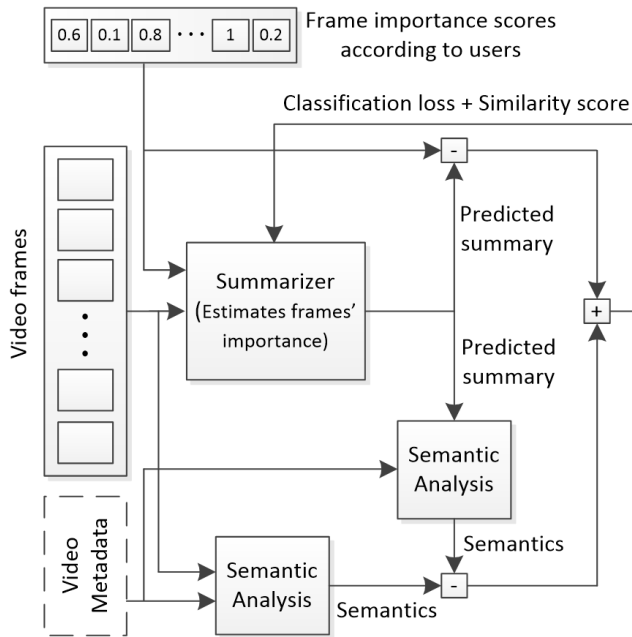 0.6 0.1 0.8 ··· 1 0.2
Frame importance scores
according to users
Classification loss + Similarity score
-
Predicted
summary
Video frames
Summarizer
(Estimates frames'
importance)
+
Predicted
summary
Semantic
Analysis
Video
Metadada
Semantics
Semantic
Analysis
-
Semantics